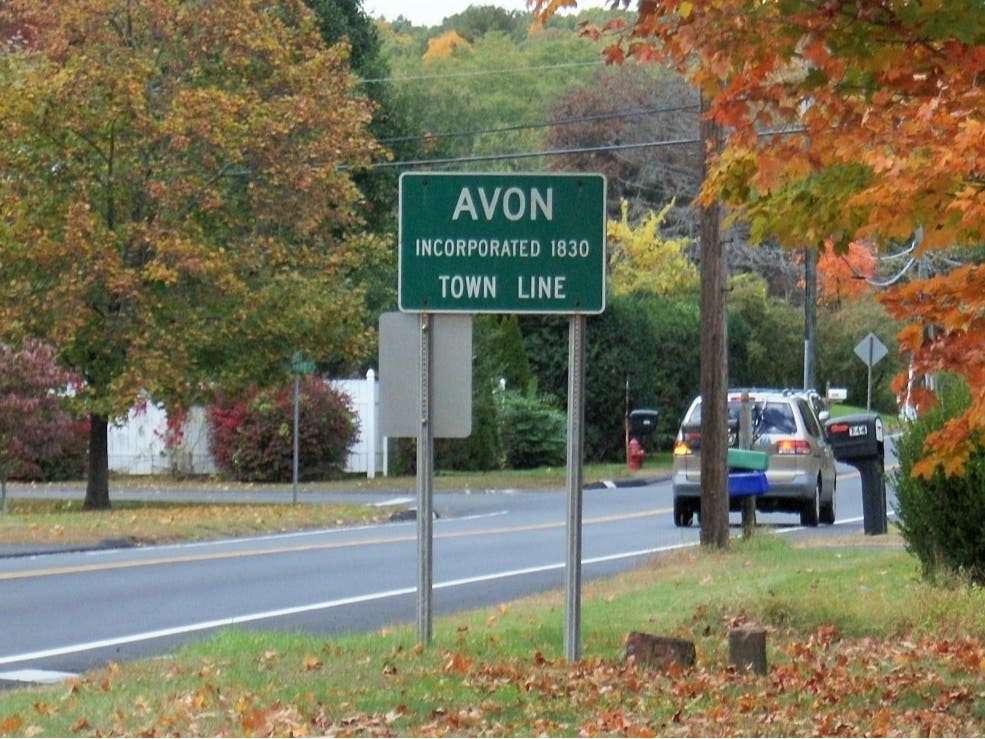 AVON
INCORPORATED 1830
TOWN LINE